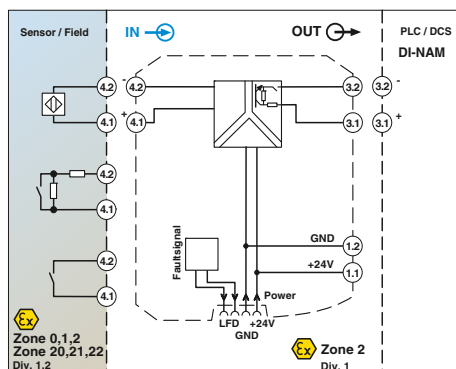 Sensor / Field
IN
OUT
PLC / DCS
DI-NAM
4.2
-
4.2
3.2
3.2
-
4.1
+
4.1
3.1
3.1
+
4.2
4.1
Faultsignal
GND
1.2
+24V
1.1
4.2
4.1
Power
LFD
+24V
GND
Ex
Zone 0,1,2
Zone 20,21,22
Div. 1,2
Ex
Zone 2
Div. 1